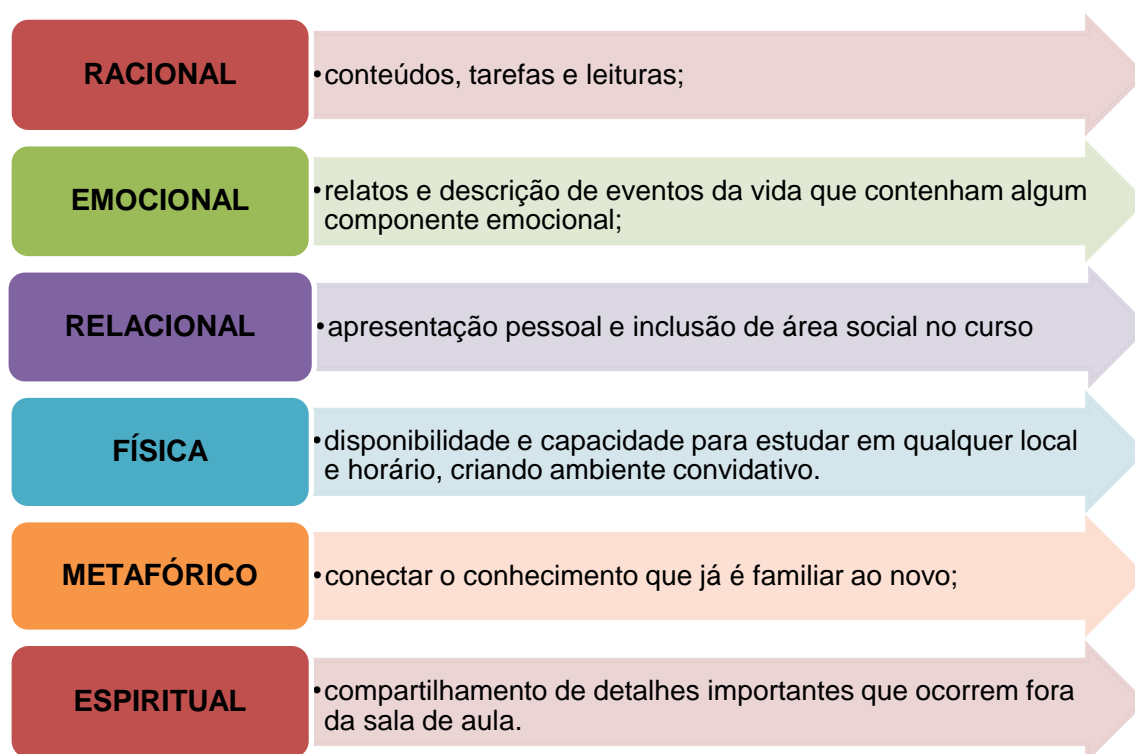 RACIONAL
•conteúdos, tarefas e leituras;
EMOCIONAL
•relatos e descrição de eventos da vida que contenham algum
componente emocional;
RELACIONAL
•apresentação pessoal e inclusão de área social no curso
FÍSICA
•disponibilidade e capacidade para estudar em qualquer local
e horário, criando ambiente convidativo.
METAFÓRICO
•conectar o conhecimento que já é familiar ao novo;
ESPIRITUAL
•compartilhamento de detalhes importantes que ocorrem fora
da sala de aula.